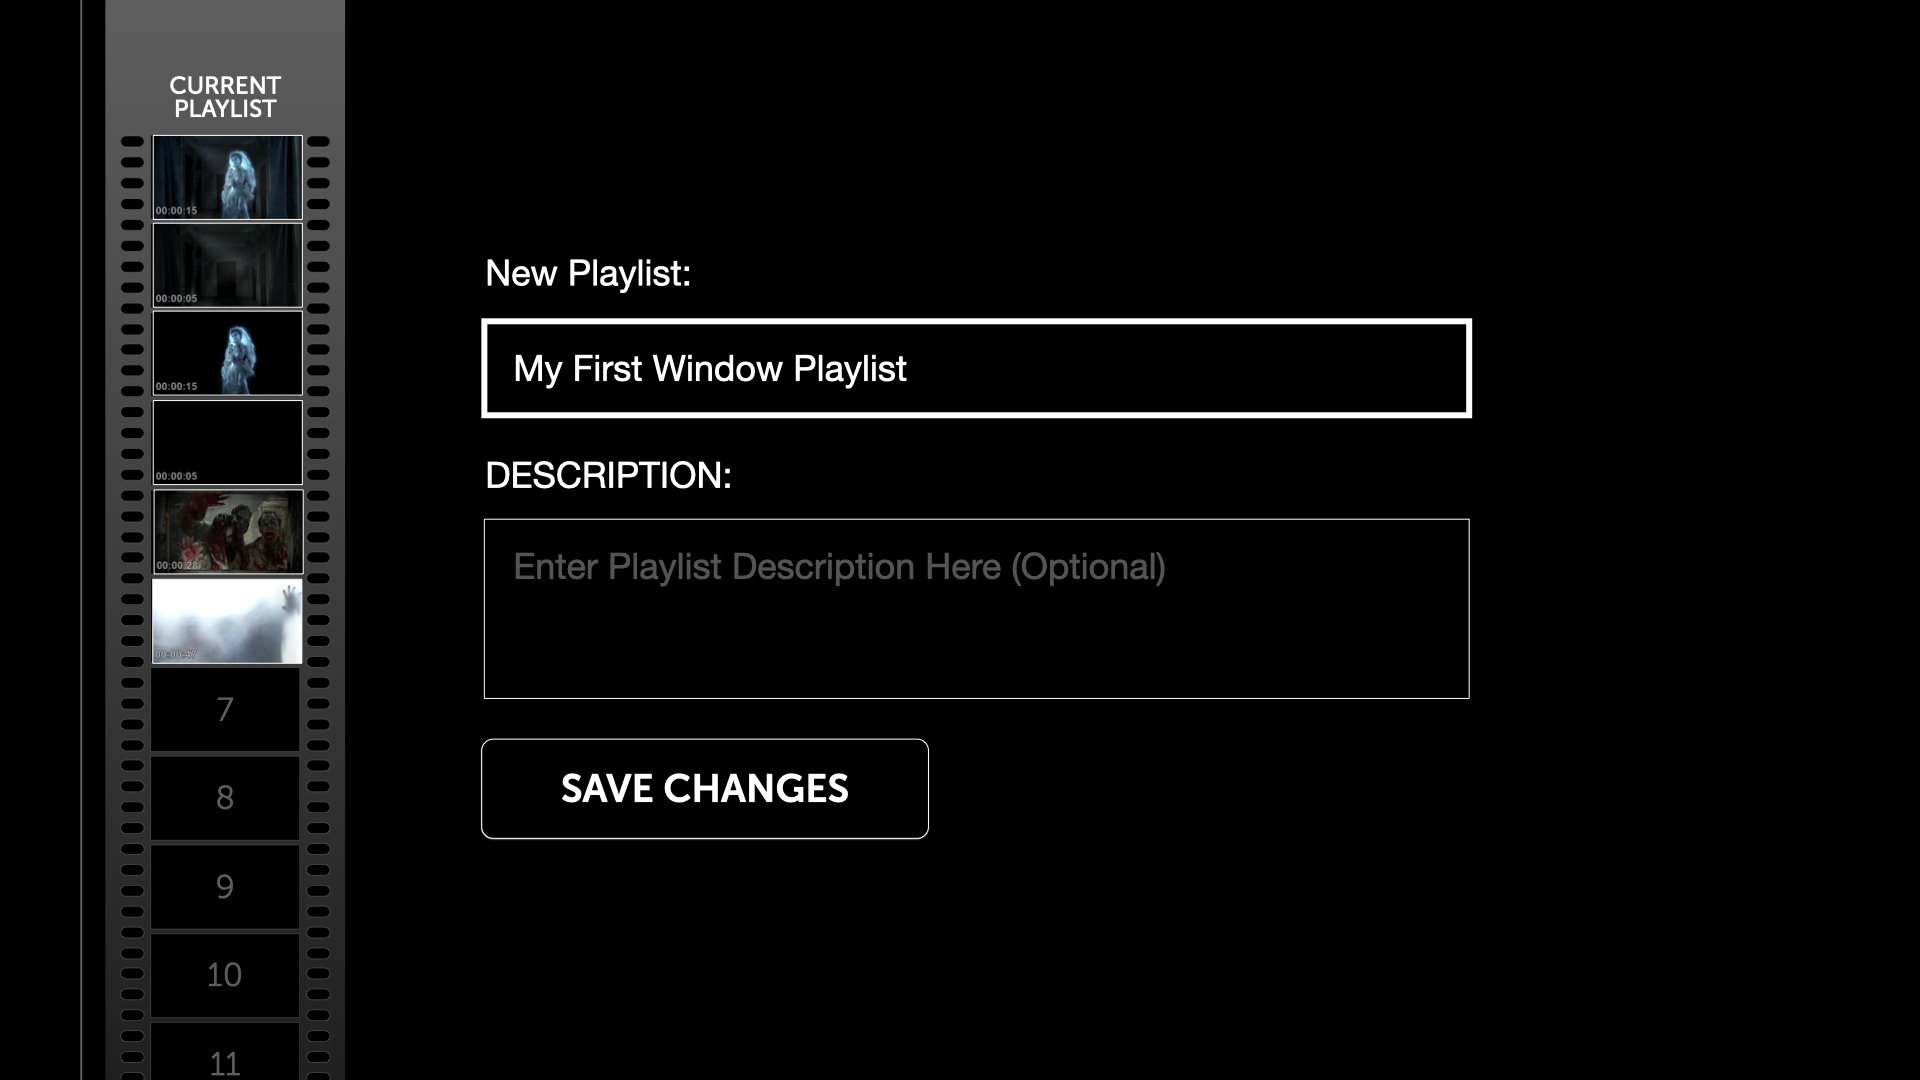 CURRENT
PLAYLIST
00:00:15
00:00:05
00:00:15
00:00:05
00:00:28
00:00:47
7
8
9
10
11
New Playlist:
My First Window Playlist
DESCRIPTION:
Enter Playlist Description Here (Optional)
SAVE CHANGES